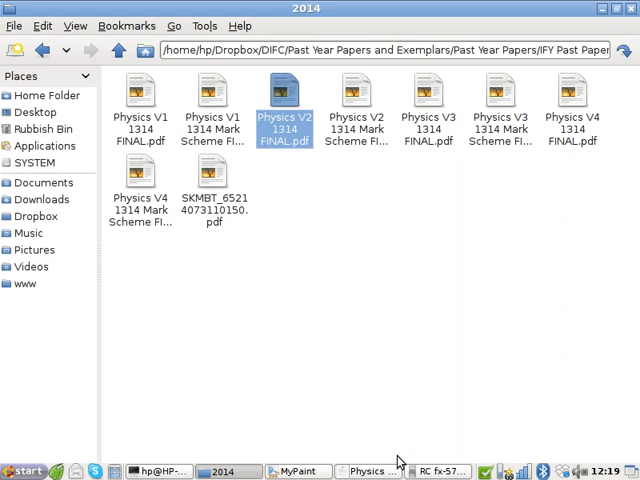 2014
File Edit View Bookmarks Go Tools Help
/home/hp/Dropbox/DIFC/Past Year Papers and Exemplars/Past Year Papers/IFY Past Paper
Places
Home Folder
Desktop
Rubbish Bin
Applications
SYSTEM
Documents
Downloads
Dropbox
Music
Pictures
Videos
www
Physics V1
1314
FINAL.pdf
Physics V1
1314 Mark
Scheme FI...
Physics V2
1314
FINAL.pdf
Physics V2
1314 Mark
Scheme FI...
Physics V3
1314
FINAL.pdf
Physics V3
1314 Mark
Scheme FI...
Physics V4
1314
FINAL.pdf
Physics V4
1314 Mark
Scheme FI...
SKMBT_6521
4073110150.
pdf
start hp@HP-... 2014 MyPaint Physics ... RC fx-57... 12:19